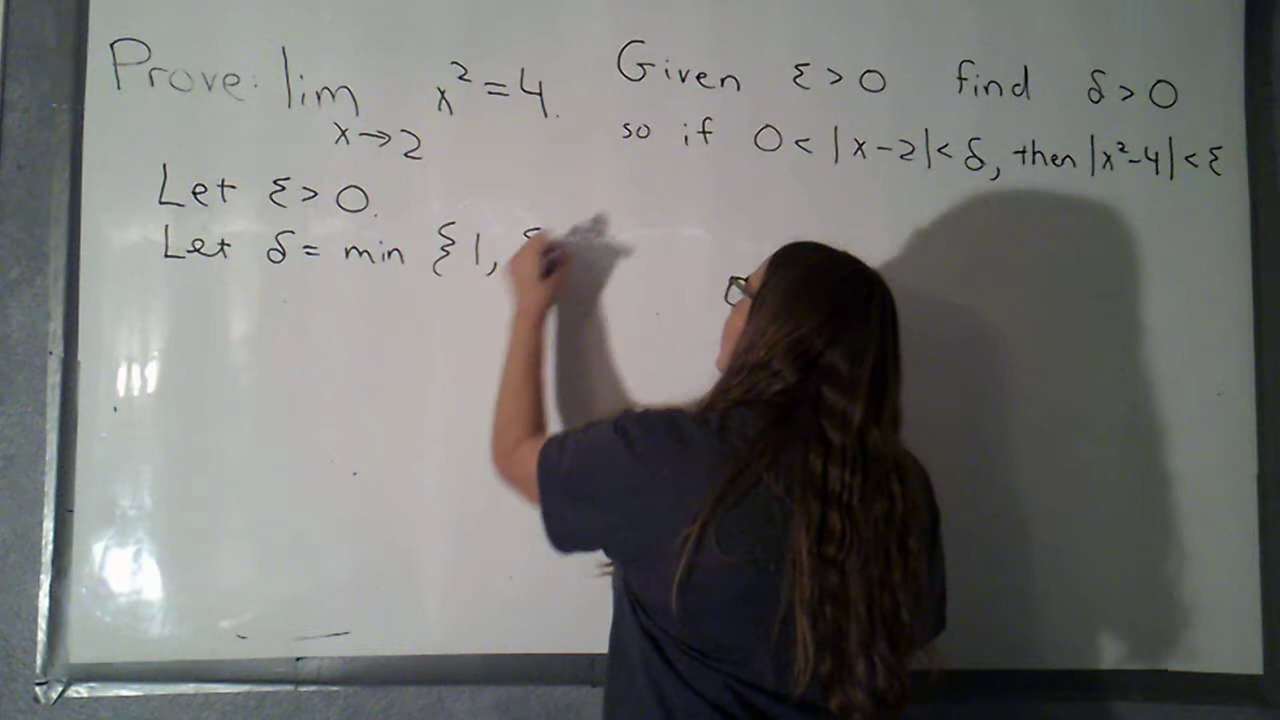 Prove: lim x² = 4.
x→2
Given ε > 0 find δ > 0
so if 0 < |x-2| < δ, then |x²-4| < ε
Let ε > 0.
Let δ = min {1,